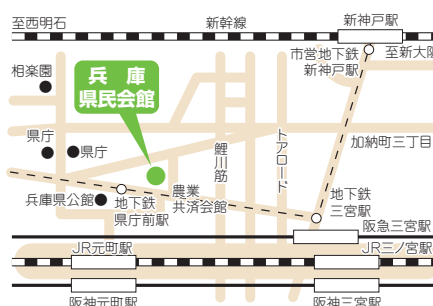 至西明石
新幹線
新神戸駅
市営地下鉄
新神戸駅
至新大阪
相楽園
兵庫
県民会館
加納町三丁目
県庁
県庁
鯉川筋
トアロード
兵庫県公館
地下鉄
県庁前駅
農業
共済会館
地下鉄
三宮駅
阪急三宮駅
JR元町駅
JR三ノ宮駅
阪神元町駅
阪神三宮駅